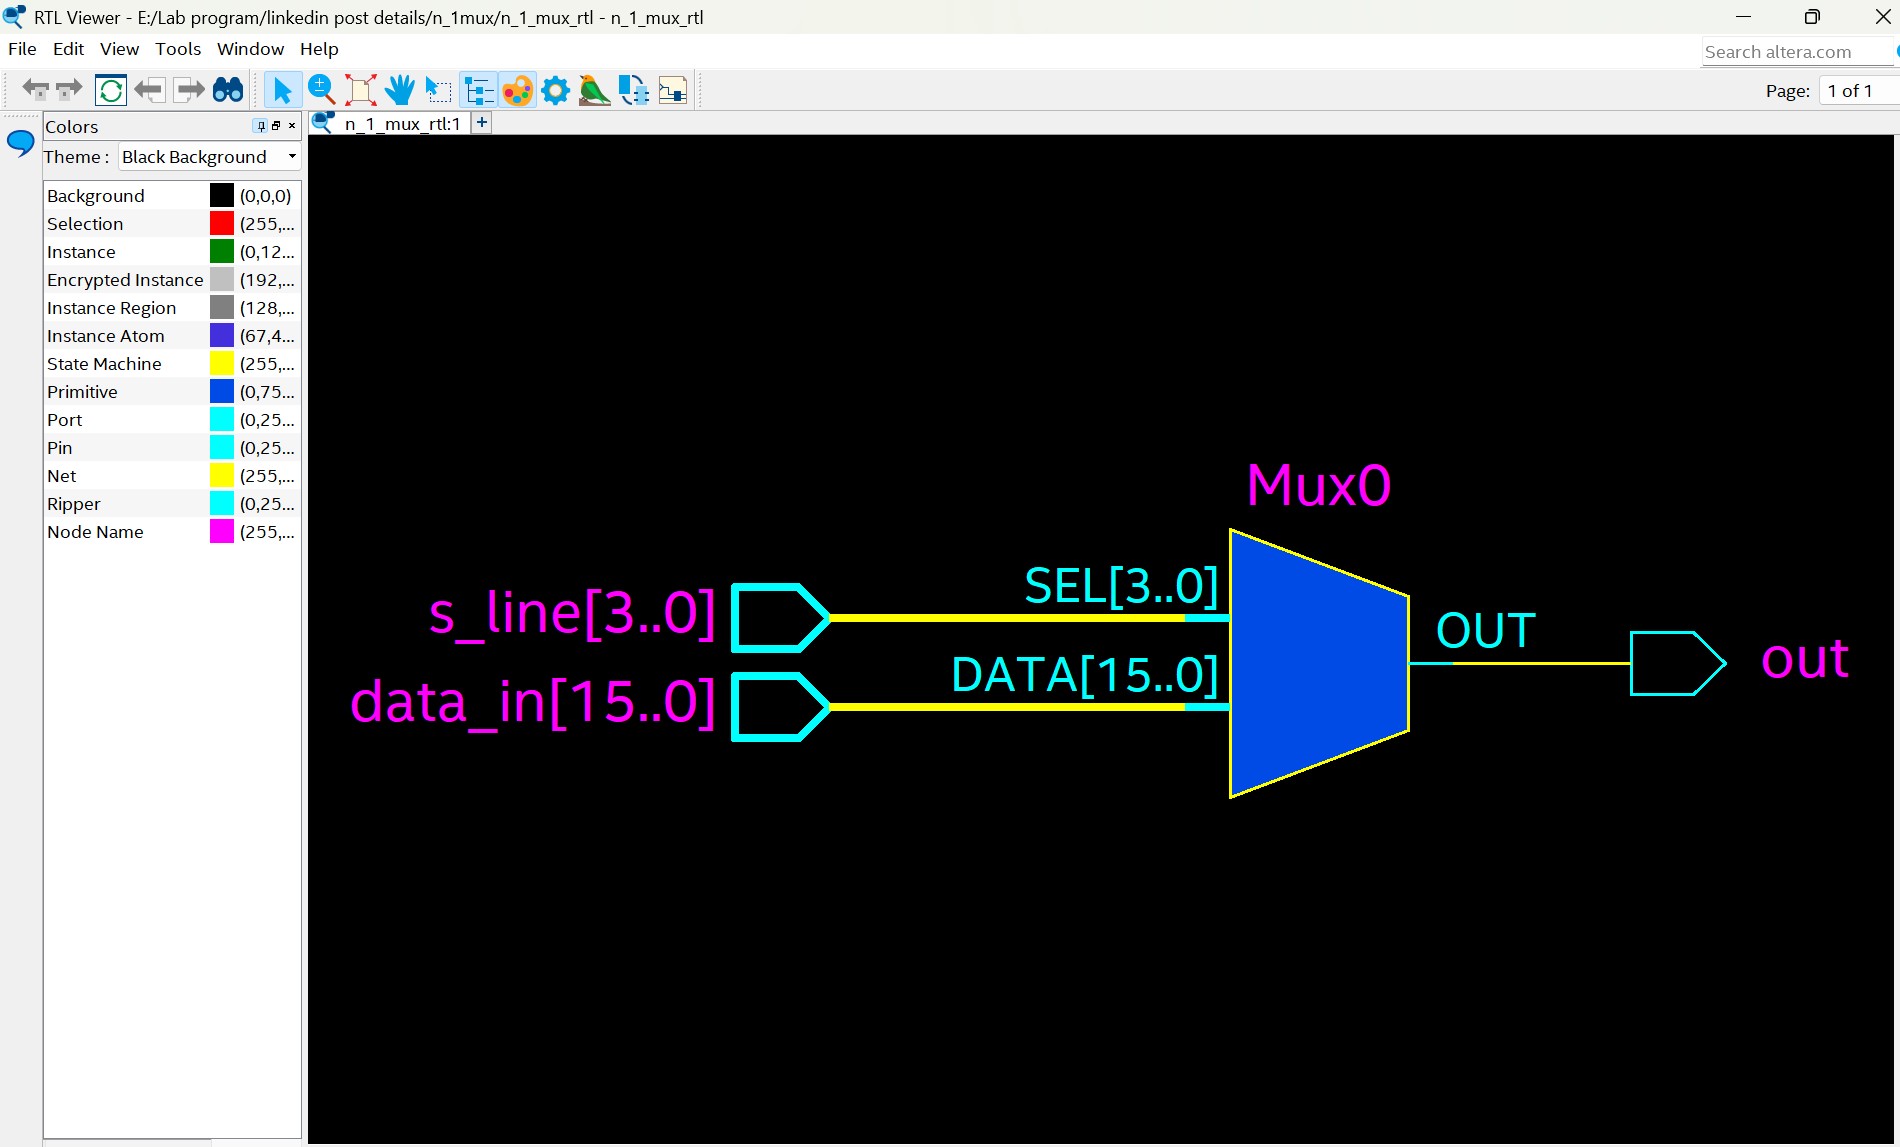 RTL Viewer - E:/Lab program/linkedin post details/n_1mux/n_1_mux_rtl - n_1_mux_rtl
File Edit View Tools Window Help
Search altera.com
Page: 1 of 1
Colors
n_1_mux_rtl:1 +
Theme : Black Background
Background (0,0,0)
Selection (255,...
Instance (0,12...
Encrypted Instance (192,...
Instance Region (128,...
Instance Atom (67,4...
State Machine (255,...
Primitive (0,75...
Port (0,25...
Pin (0,25...
Net (255,...
Ripper (0,25...
Node Name (255,...
Mux0
s_line[3..0] SEL[3..0]
data_in[15..0] DATA[15..0]
OUT out